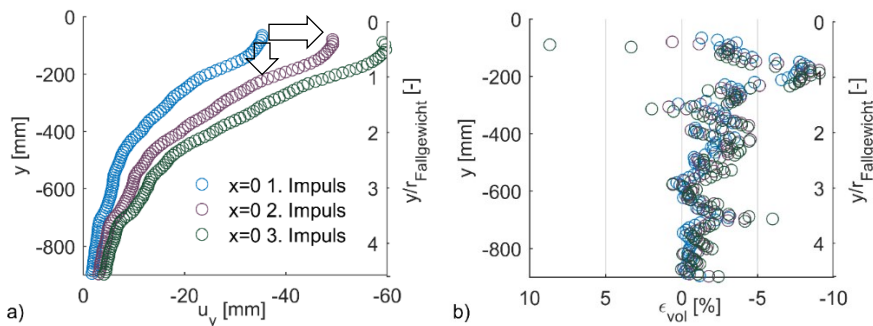 0
-200
-400
-600
-800
y [mm]
0
1
2
3
4
y/r_Fallgewicht [-]
x=0 1. Impuls
x=0 2. Impuls
x=0 3. Impuls
0
-20
-40
-60
u_y [mm]
a)
0
-200
-400
-600
-800
y [mm]
0
1
2
3
4
y/r_Fallgewicht [-]
10
5
0
-5
-10
ϵ_vol [%]
b)